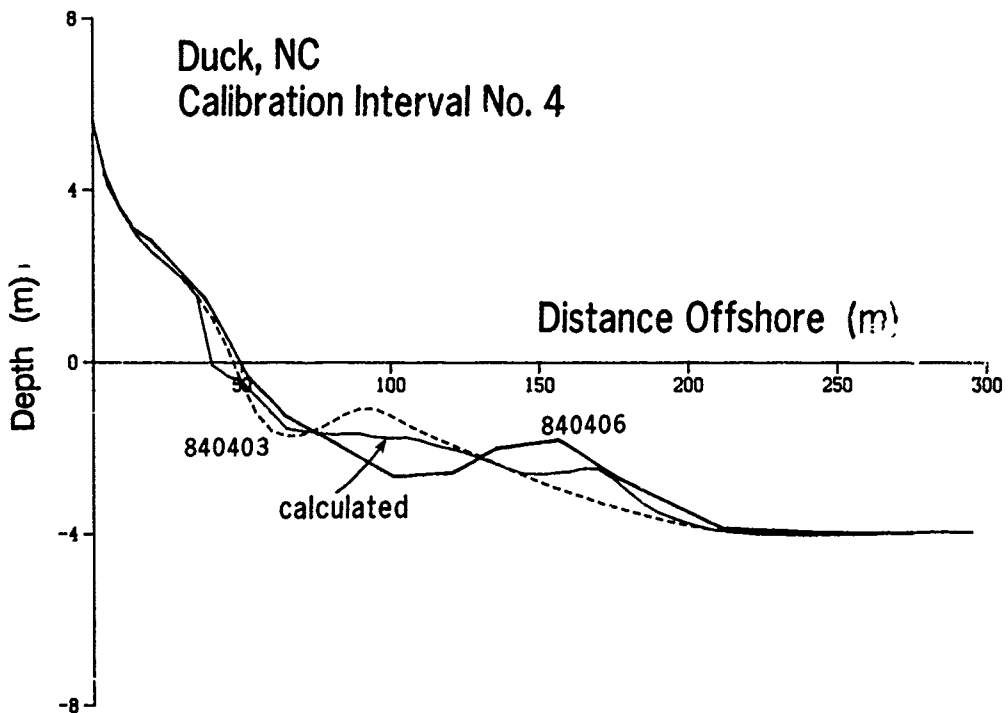 8
Duck, NC
Calibration Interval No. 4
4
Depth (m)
Distance Offshore (m)
0
50
100
150
200
250
300
840403
840406
calculated
-4
-8